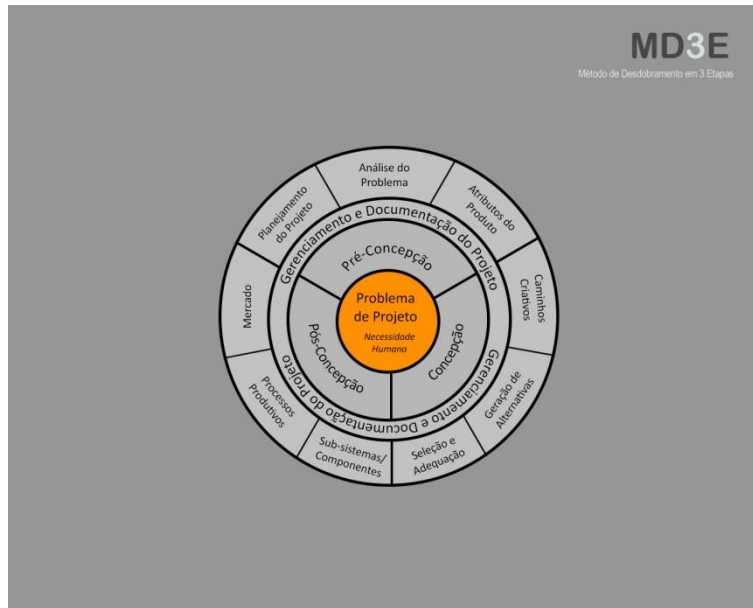 MD3E
Método de Desdobramento em 3 Etapas
Análise do
Problema
Atributos do
Produto
Caminhos
Criativos
Geração de
Alternativas
Seleção e
Adequação
Sub-sistemas/
Componentes
Processos
Produtivos
Mercado
Planejamento
do Projeto
Gerenciamento e Documentação do Projeto
Gerenciamento e Documentação do Projeto
Pré-Concepção
Concepção
Pós-Concepção
Problema
de Projeto
Necessidade
Humana